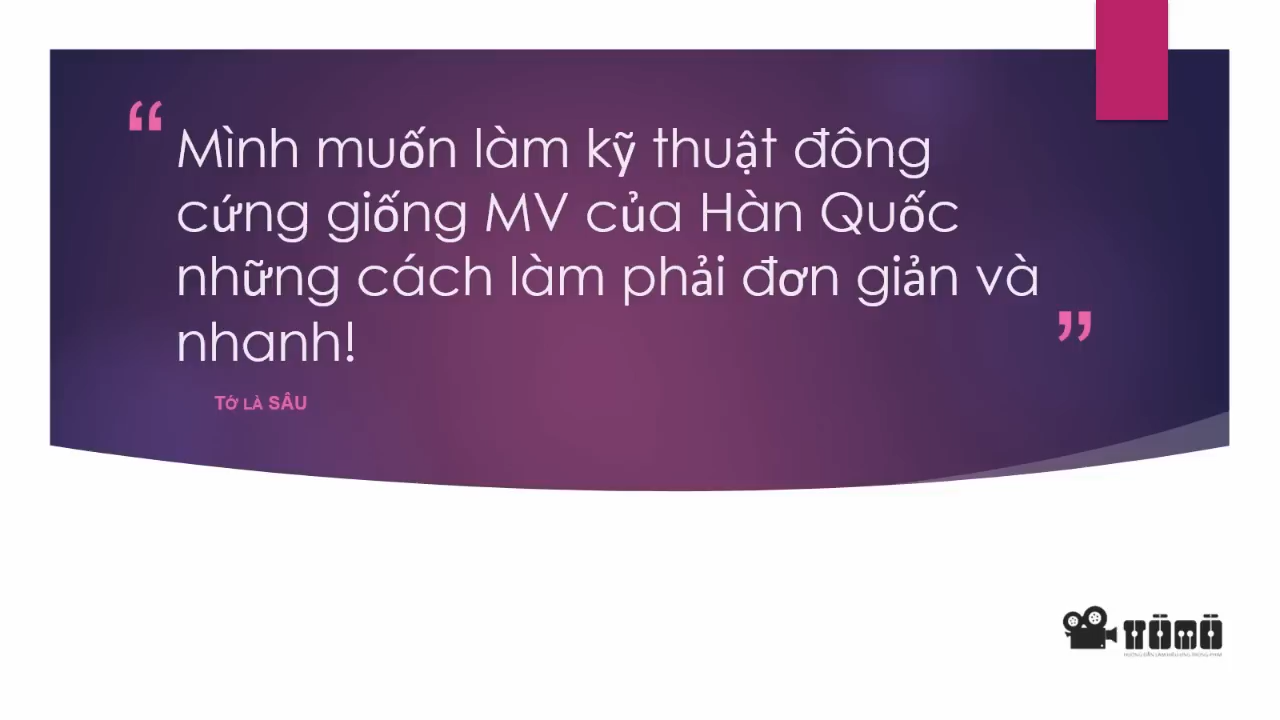 “Mình muốn làm kỹ thuật đông
cứng giống MV của Hàn Quốc
những cách làm phải đơn giản và
nhanh!”
TỚ LÀ SÂU